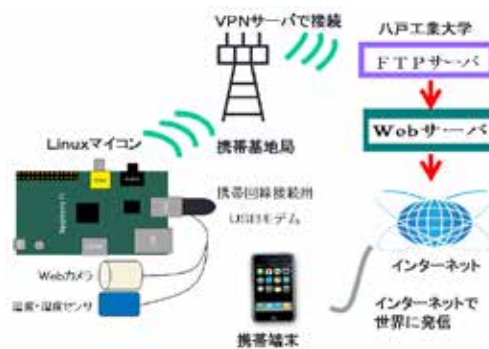 VPNサーバで接続
八戸工業大学
FTPサーバ
Webサーバ
Linuxマイコン
携帯基地局
携帯回線接続用
USBモデム
Webカメラ
温度・湿度センサ
携帯端末
インターネット
インターネットで
世界に発信